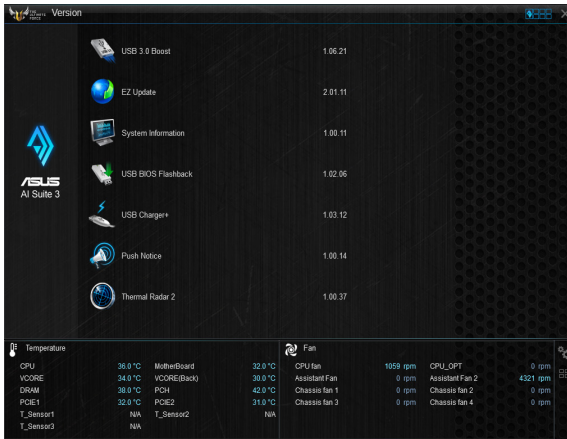 THE ULTIMATE FORCE
Version
USB 3.0 Boost 1.06.21
EZ Update 2.01.11
System Information 1.00.11
USB BIOS Flashback 1.02.06
USB Charger+ 1.03.12
Push Notice 1.00.14
Thermal Radar 2 1.00.37
ASUS
AI Suite 3
Temperature
CPU 36.0 °C MotherBoard 32.0 °C
VCORE 34.0 °C VCORE(Back) 30.0 °C
DRAM 38.0 °C PCH 42.0 °C
PCIE1 32.0 °C PCIE2 31.0 °C
T_Sensor1 N/A T_Sensor2 N/A
T_Sensor3 N/A
Fan
CPU fan 1059 rpm CPU_OPT 0 rpm
Assistant Fan 0 rpm Assistant Fan 2 4321 rpm
Chassis fan 1 0 rpm Chassis fan 2 0 rpm
Chassis fan 3 0 rpm Chassis fan 4 0 rpm